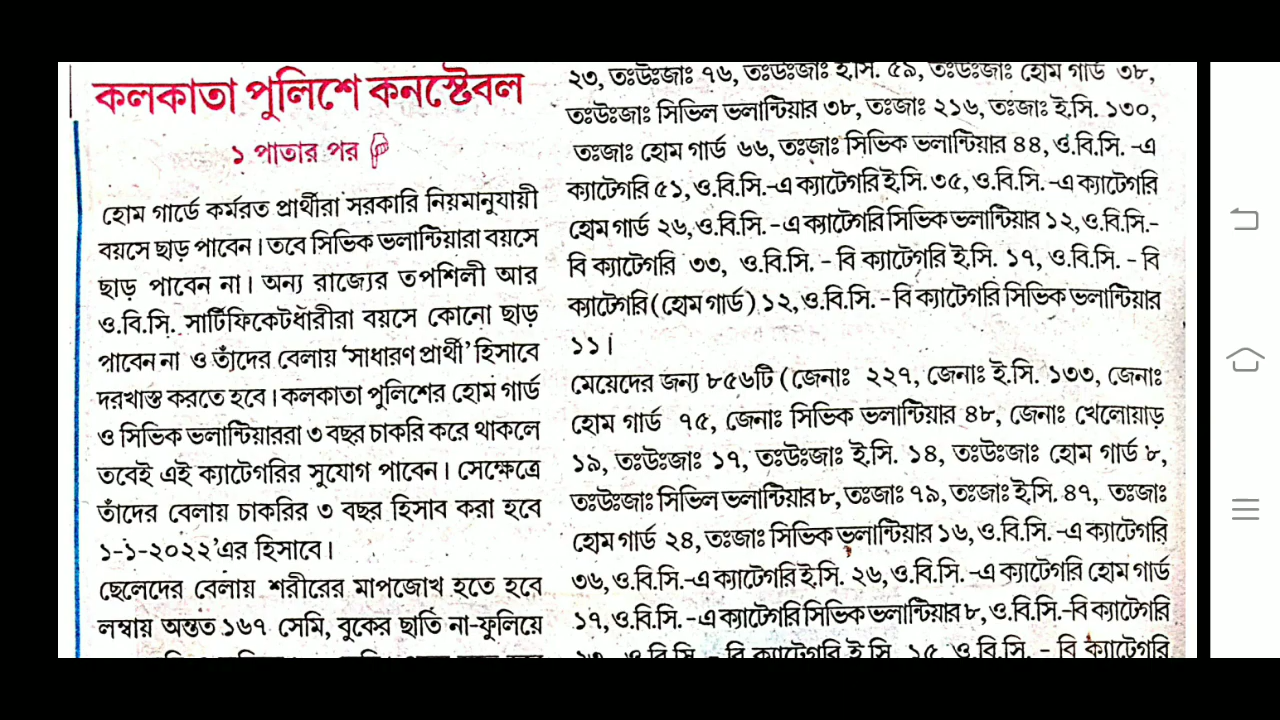 কলকাতা পুলিশে কনস্টেবল
১ পাতার পর
হোম গার্ডে কর্মরত প্রার্থীরা সরকারি নিয়মানুযায়ী
বয়সে ছাড় পাবেন। তবে সিভিক ভলান্টিয়ারা বয়সে
ছাড় পাবেন না। অন্য রাজ্যের তপশিলী আর
ও.বি.সি. সার্টিফিকেটধারীরা বয়সে কোনো ছাড়
পাবেন না ও তাঁদের বেলায় 'সাধারণ প্রার্থী' হিসাবে
দরখাস্ত করতে হবে। কলকাতা পুলিশের হোম গার্ড
ও সিভিক ভলান্টিয়াররা ৩ বছর চাকরি করে থাকলে
তবেই এই ক্যাটেগরির সুযোগ পাবেন। সেক্ষেত্রে
তাঁদের বেলায় চাকরির ৩ বছর হিসাব করা হবে
১-১-২০২২'এর হিসাবে।
ছেলেদের বেলায় শরীরের মাপজোখ হতে হবে
লম্বায় অন্তত ১৬৭ সেমি, বুকের ছাতি না-ফুলিয়ে
২৩, তঃউঃজাঃ ৭৬, তঃউঃজাঃ ই.সি. ৫৯, তঃউঃজাঃ হোম গার্ড ৩৮,
তঃউঃজাঃ সিভিল ভলান্টিয়ার ৩৮, তঃজাঃ ২১৬, তঃজাঃ ই.সি. ১৩০,
তঃজাঃ হোম গার্ড ৬৬, তঃজাঃ সিভিক ভলান্টিয়ার ৪৪, ও.বি.সি. -এ
ক্যাটেগরি ৫১, ও.বি.সি.-এ ক্যাটেগরি ই.সি. ৩৫, ও.বি.সি. -এ ক্যাটেগরি
হোম গার্ড ২৬, ও.বি.সি. -এ ক্যাটেগরি সিভিক ভলান্টিয়ার ১২, ও.বি.সি.-
বি ক্যাটেগরি ৩৩, ও.বি.সি. - বি ক্যাটেগরি ই.সি. ১৭, ও.বি.সি. - বি
ক্যাটেগরি (হোম গার্ড) ১২, ও.বি.সি. - বি ক্যাটেগরি সিভিক ভলান্টিয়ার
১১।
মেয়েদের জন্য ৮৫৬টি (জেনাঃ ২২৭, জেনাঃ ই.সি. ১৩৩, জেনাঃ
হোম গার্ড ৭৫, জেনাঃ সিভিক ভলান্টিয়ার ৪৮, জেনাঃ খেলোয়াড়
১৯, তঃউঃজাঃ ১৭, তঃউঃজাঃ ই.সি. ১৪, তঃউঃজাঃ হোম গার্ড ৮,
তঃউঃজাঃ সিভিল ভলান্টিয়ার ৮, তঃজাঃ ৭৯, তঃজাঃ ই.সি. ৪৭, তঃজাঃ
হোম গার্ড ২৪, তঃজাঃ সিভিক ভলান্টিয়ার ১৬, ও.বি.সি. -এ ক্যাটেগরি
৩৬, ও.বি.সি.-এ ক্যাটেগরি ই.সি. ২৬, ও.বি.সি. -এ ক্যাটেগরি হোম গার্ড
১৭, ও.বি.সি. -এ ক্যাটেগরি সিভিক ভলান্টিয়ার ৮, ও.বি.সি.-বি ক্যাটেগরি
ও.বি.সি. - বি ক্যাটেগরি ই.সি. ১৫, ও.বি.সি. - বি ক্যাটেগরি